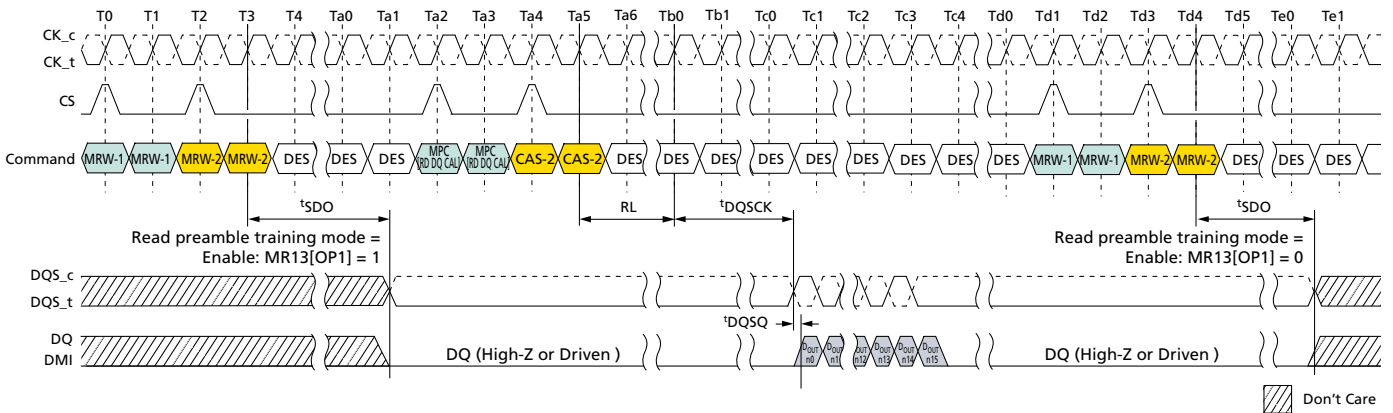 T0 T1 T2 T3 T4 Ta0 Ta1 Ta2 Ta3 Ta4 Ta5 Ta6 Tb0 Tb1 Tc0 Tc1 Tc2 Tc3 Tc4 Td0 Td1 Td2 Td3 Td4 Td5 Te0 Te1
CK_c
CK_t
CS
Command MRW-1 MRW-1 MRW-2 MRW-2 DES DES DES MPC [RD DQ CAL] MPC [RD DQ CAL] CAS-2 CAS-2 DES DES DES DES DES DES DES DES DES MRW-1 MRW-1 MRW-2 MRW-2 DES DES DES
tSDO RL tDQSCK tSDO
Read preamble training mode =
Enable: MR13[OP1] = 1
Read preamble training mode =
Enable: MR13[OP1] = 0
DQS_c
DQS_t
tDQSQ
DQ
DMI
DQ (High-Z or Driven )
DOUT n0 DOUT n1 DOUT n12 DOUT n13 DOUT n14 DOUT n15
DQ (High-Z or Driven )
Don't Care